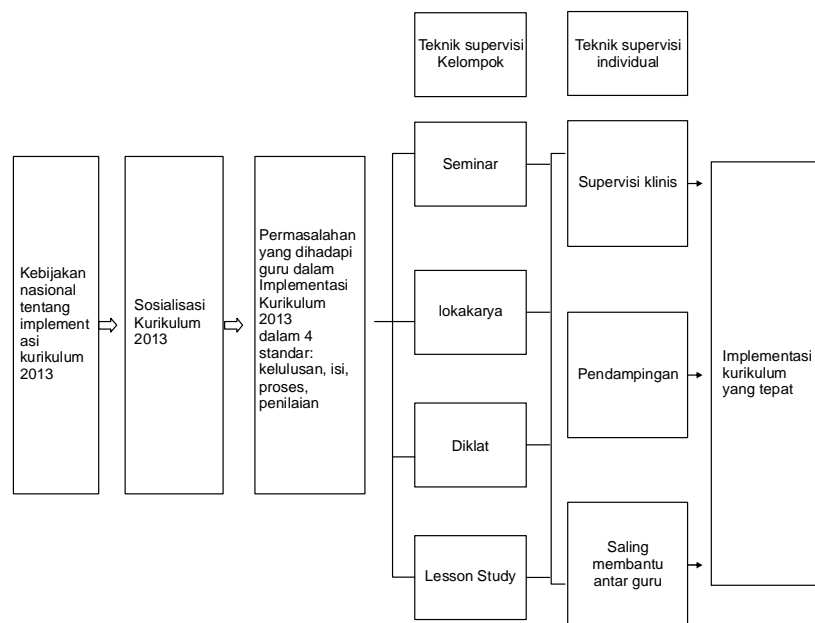 Teknik supervisi
Kelompok
Teknik supervisi
individual
Kebijakan
nasional
tentang
implement
asi
kurikulum
2013
Sosialisasi
Kurikulum
2013
Permasalahan
yang dihadapi
guru dalam
Implementasi
Kurikulum
2013
dalam 4
standar:
kelulusan, isi,
proses,
penilaian
Seminar
lokakarya
Diklat
Lesson Study
Supervisi klinis
Pendampingan
Saling
membantu
antar guru
Implementasi
kurikulum
yang tepat